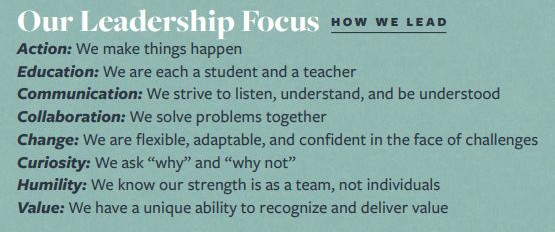 Our Leadership Focus HOW WE LEAD
Action: We make things happen
Education: We are each a student and a teacher
Communication: We strive to listen, understand, and be understood
Collaboration: We solve problems together
Change: We are flexible, adaptable, and confident in the face of challenges
Curiosity: We ask “why” and “why not”
Humility: We know our strength is as a team, not individuals
Value: We have a unique ability to recognize and deliver value